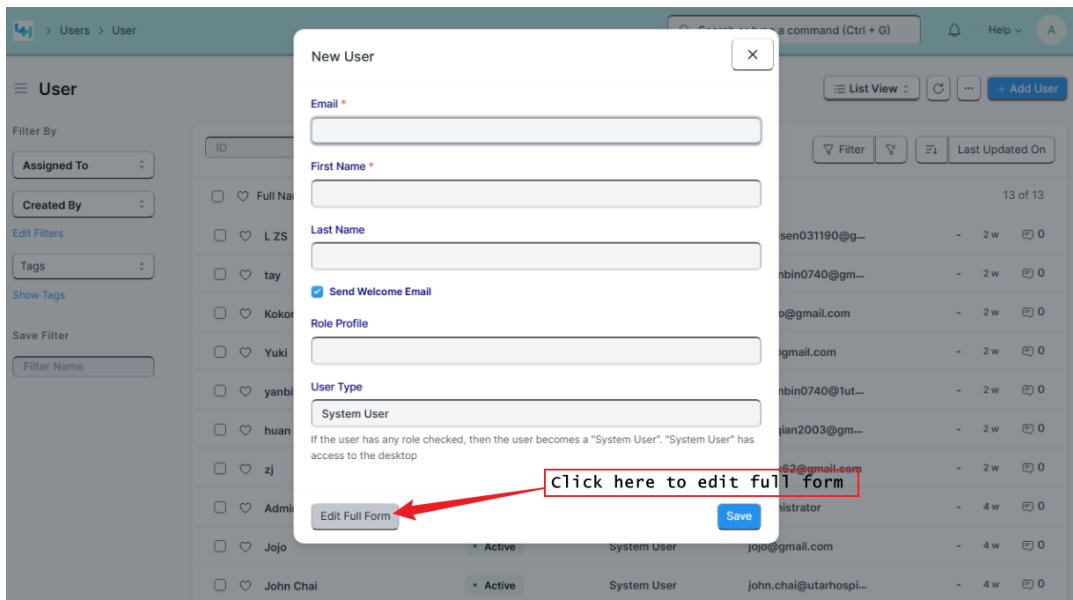 > Users > User
Search or type a command (Ctrl + G)
Help
A
User
List View
Add User
Filter By
Assigned To
Created By
Edit Filters
Tags
Show Tags
Save Filter
Filter Name
ID
Filter
Last Updated On
Full Na
13 of 13
L ZS
sen031190@g...
- 2 w 0
tay
nbin0740@gm...
- 2 w 0
Kokor
o@gmail.com
- 2 w 0
Yuki
gmail.com
- 2 w 0
yanbi
nbin0740@1ut...
- 2 w 0
huan
jian2003@gm...
- 2 w 0
zj
62@gmail.com
- 2 w 0
Admi
nistrator
- 4 w 0
Jojo
Active
System User
jojo@gmail.com
- 4 w 0
John Chai
Active
System User
john.chai@utarhospi...
- 4 w 0
New User
Email *
First Name *
Last Name
Send Welcome Email
Role Profile
User Type
System User
If the user has any role checked, then the user becomes a "System User". "System User" has
access to the desktop
Click here to edit full form
Edit Full Form
Save